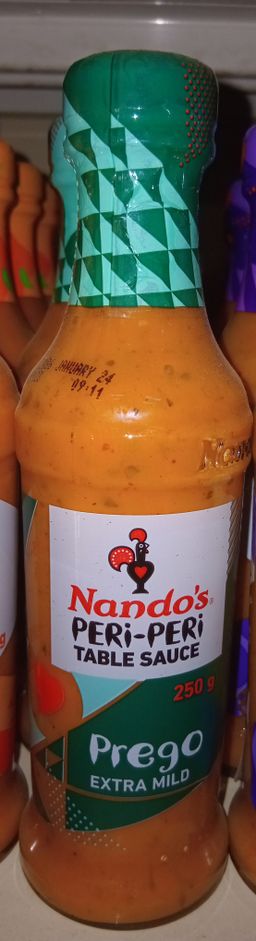 JANUARY 24
09:11
Nando's
PERi-PERi
TABLE SAUCE
250 g
Prego
EXTRA MILD